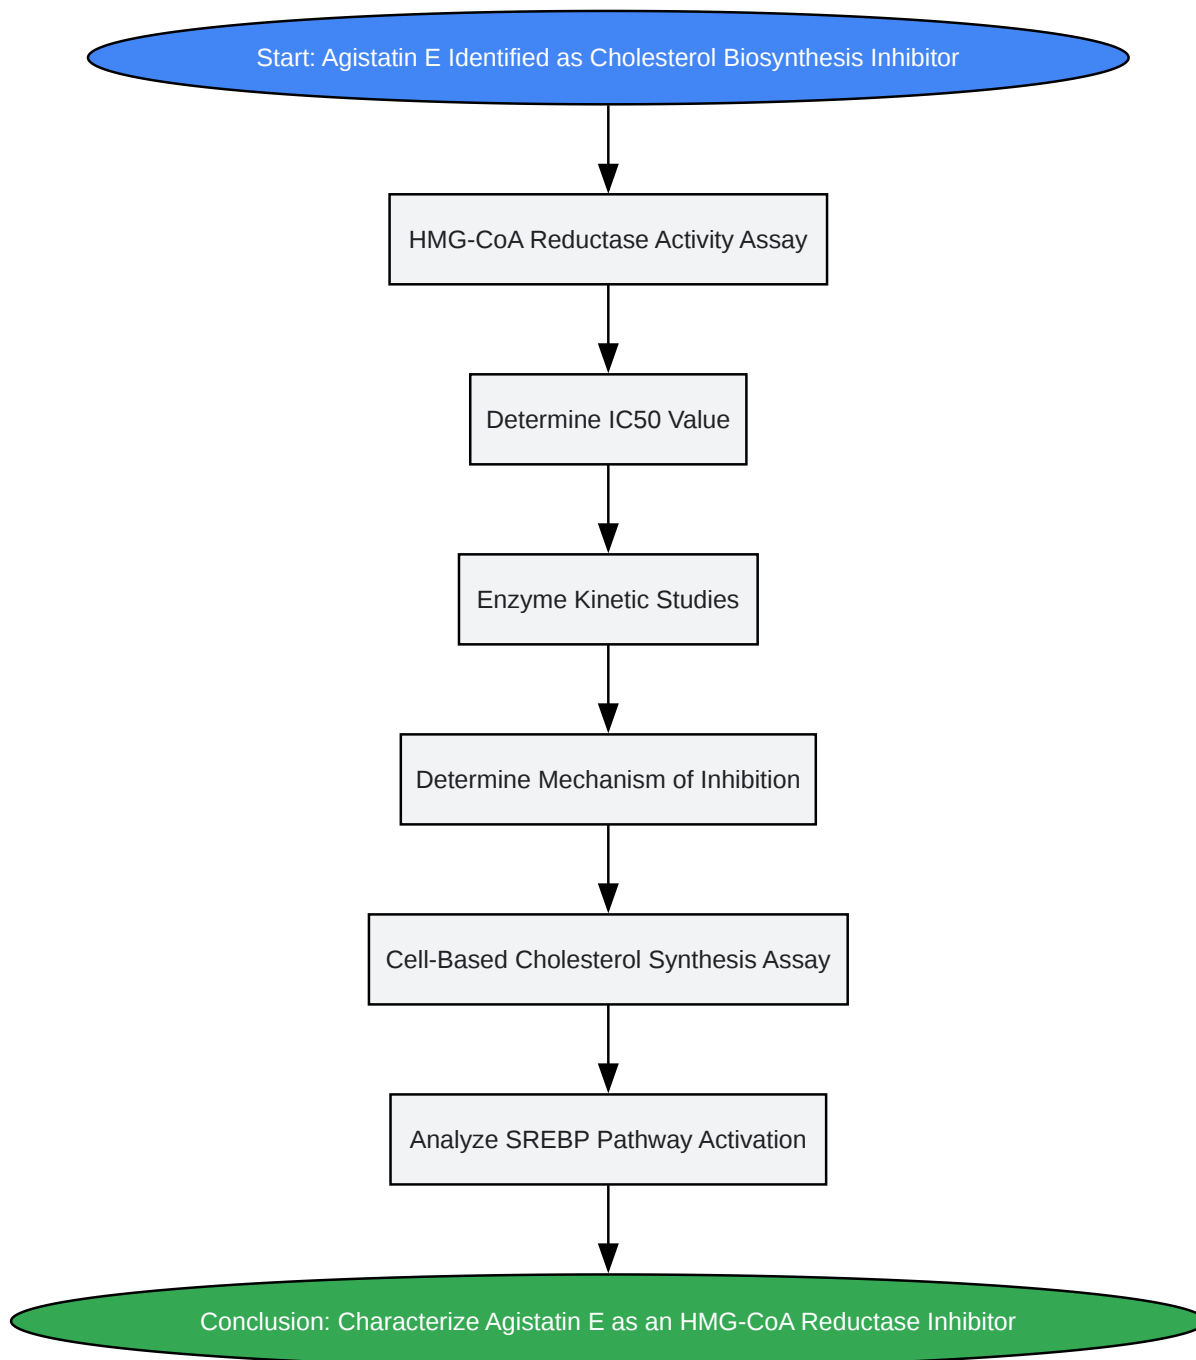 Start: Agistatin E Identified as Cholesterol Biosynthesis Inhibitor
HMG-CoA Reductase Activity Assay
Determine IC50 Value
Enzyme Kinetic Studies
Determine Mechanism of Inhibition
Cell-Based Cholesterol Synthesis Assay
Analyze SREBP Pathway Activation
Conclusion: Characterize Agistatin E as an HMG-CoA Reductase Inhibitor